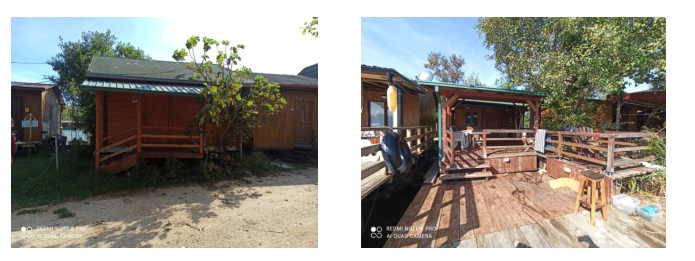 REDMI NOTE 8 PRO
AI QUAD CAMERA
REDMI NOTE 8 PRO
AI QUAD CAMERA